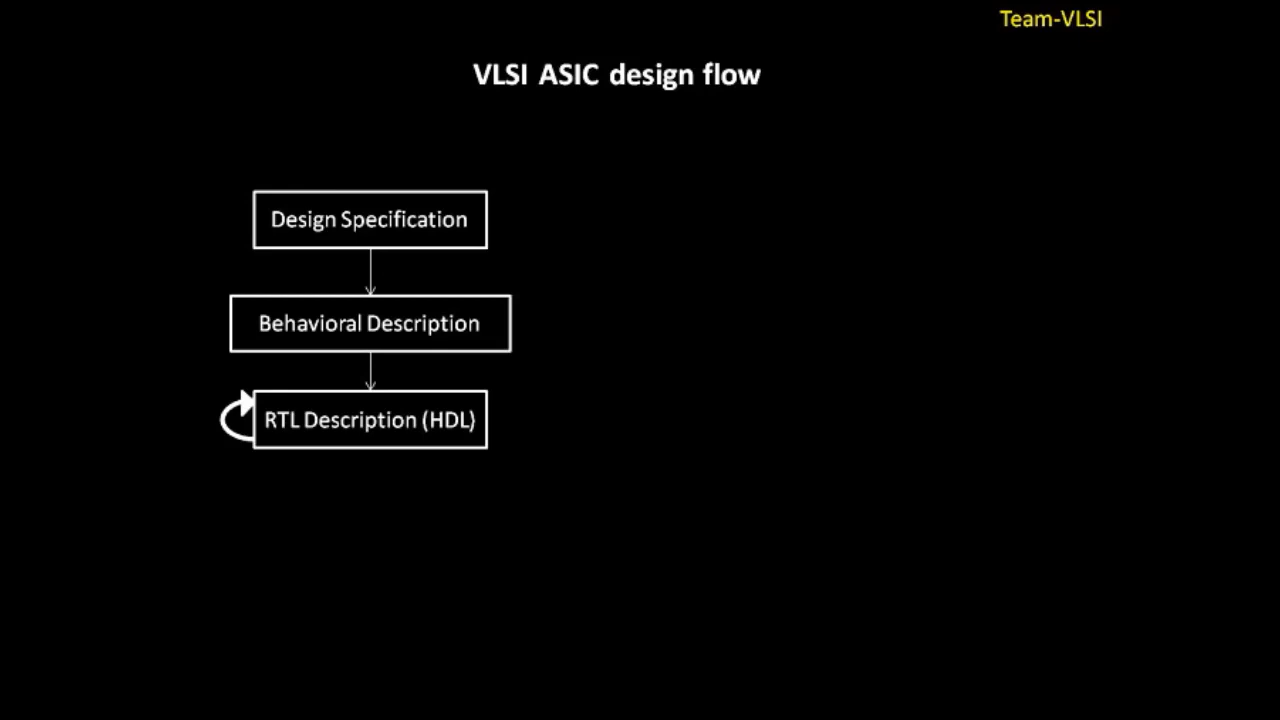 Team-VLSI
VLSI ASIC design flow
Design Specification
Behavioral Description
RTL Description (HDL)